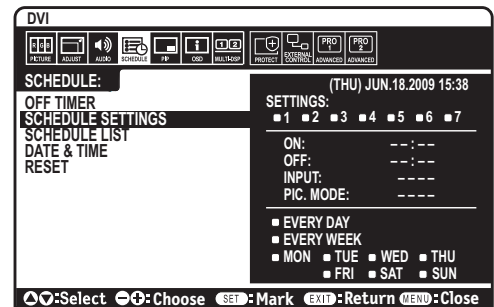 DVI
RGB
PICTURE ADJUST AUDIO SCHEDULE PIP OSD MULTI-DSP PROTECT EXTERNAL CONTROL PRO 1 ADVANCED PRO 2 ADVANCED
SCHEDULE:
OFF TIMER
SCHEDULE SETTINGS
SCHEDULE LIST
DATE & TIME
RESET
(THU) JUN.18.2009 15:38
SETTINGS:
1 2 3 4 5 6 7
ON: --:--
OFF: --:--
INPUT: ----
PIC. MODE: ----
EVERY DAY
EVERY WEEK
MON TUE WED THU
FRI SAT SUN
:Select :Choose SET:Mark EXIT:Return MENU:Close